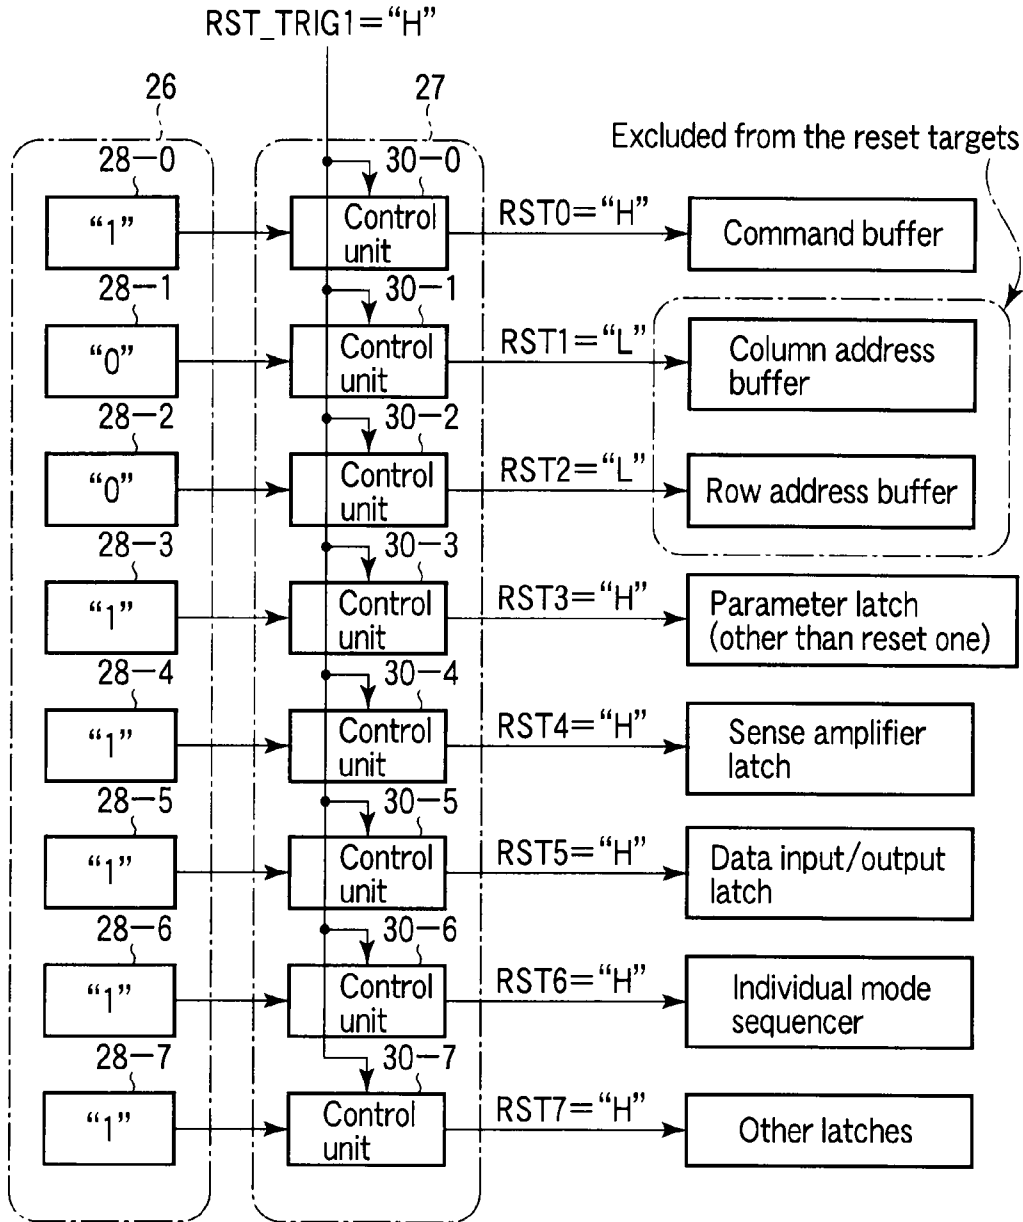 RST_TRIG1=“H”
26
27
Excluded from the reset targets
28-0
30-0
“1”
Control
unit
RST0=“H”
Command buffer
28-1
30-1
“0”
Control
unit
RST1=“L”
Column address
buffer
28-2
30-2
“0”
Control
unit
RST2=“L”
Row address buffer
28-3
30-3
“1”
Control
unit
RST3=“H”
Parameter latch
(other than reset one)
28-4
30-4
“1”
Control
unit
RST4=“H”
Sense amplifier
latch
28-5
30-5
“1”
Control
unit
RST5=“H”
Data input/output
latch
28-6
30-6
“1”
Control
unit
RST6=“H”
Individual mode
sequencer
28-7
30-7
“1”
Control
unit
RST7=“H”
Other latches